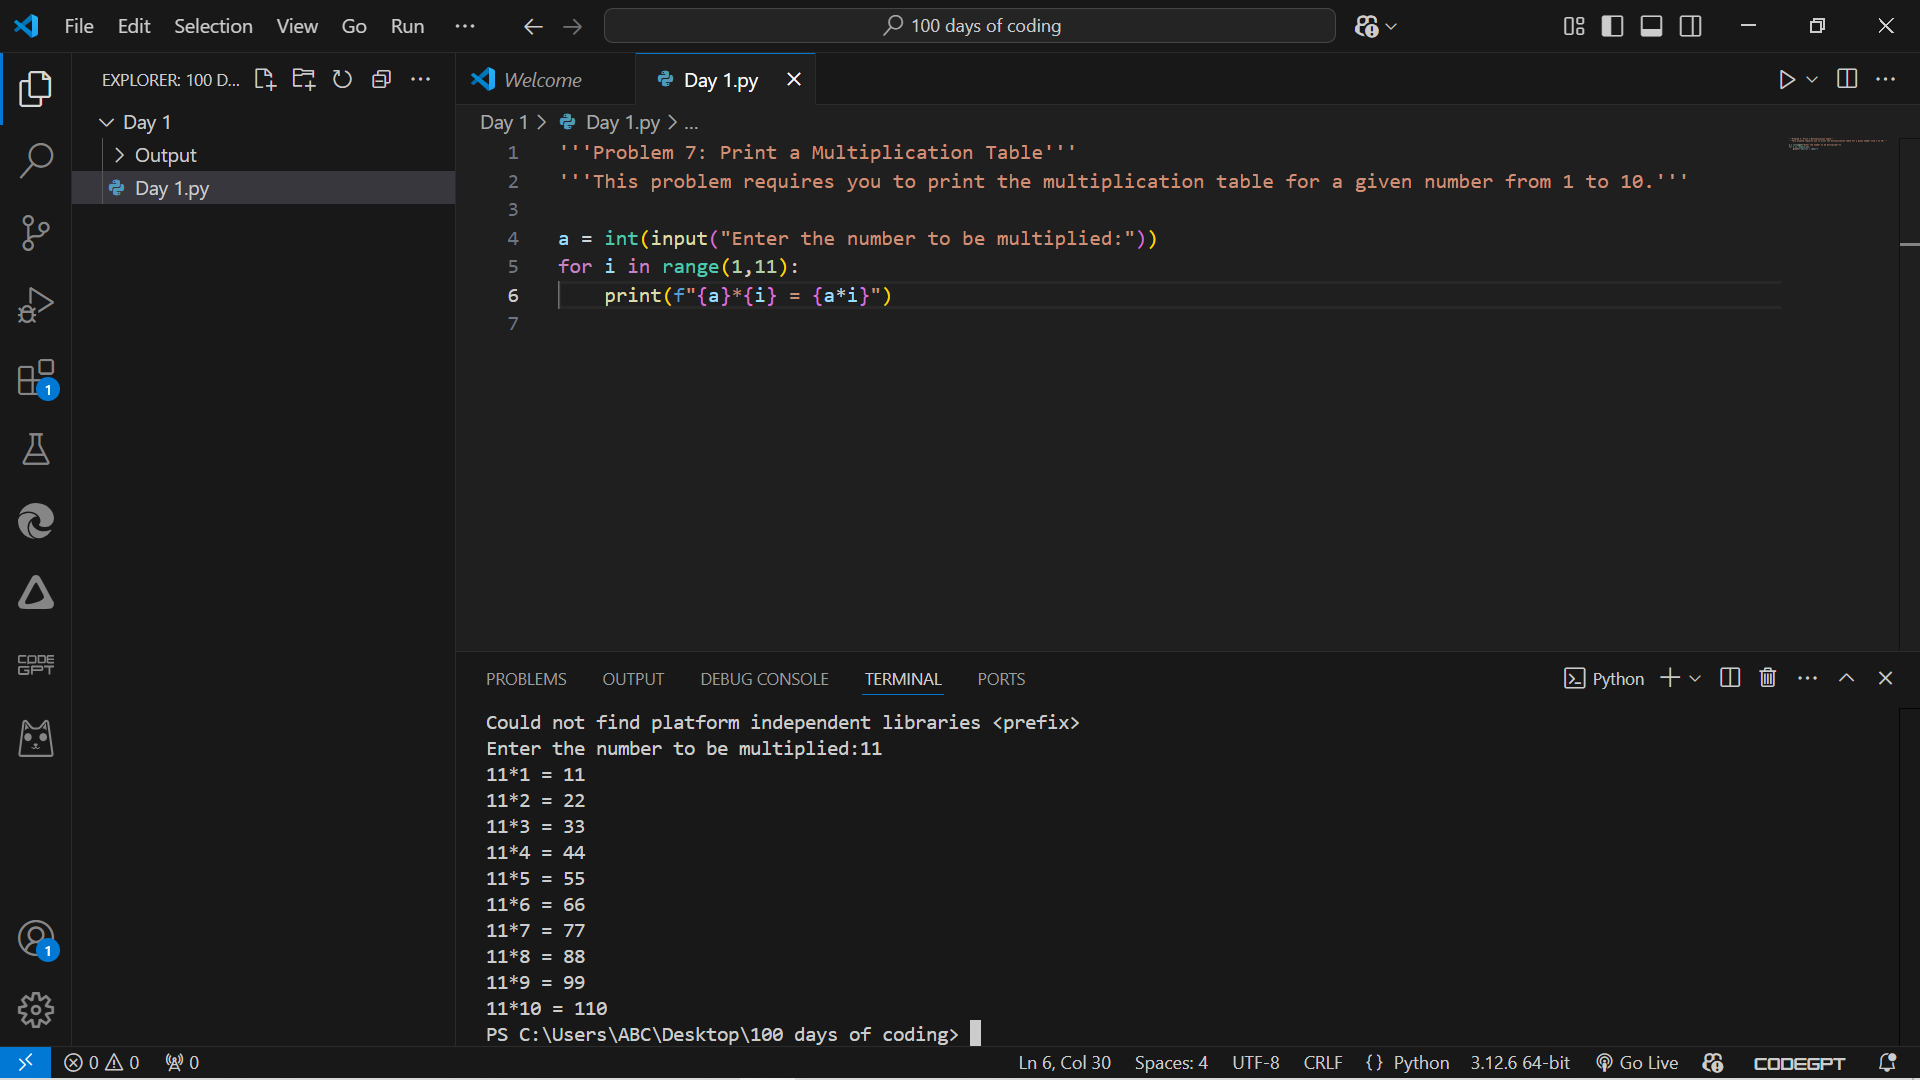 File Edit Selection View Go Run ··· 100 days of coding
EXPLORER: 100 D... ···
Day 1
Output
Day 1.py
1
CODE
GPT
1
Welcome Day 1.py ···
Day 1 > Day 1.py > ...
1 '''Problem 7: Print a Multiplication Table'''
2 '''This problem requires you to print the multiplication table for a given number from 1 to 10.'''
3
4 a = int(input("Enter the number to be multiplied:"))
5 for i in range(1,11):
6 print(f"{a}*{i} = {a*i}")
7
PROBLEMS OUTPUT DEBUG CONSOLE TERMINAL PORTS Python ···
Could not find platform independent libraries <prefix>
Enter the number to be multiplied:11
11*1 = 11
11*2 = 22
11*3 = 33
11*4 = 44
11*5 = 55
11*6 = 66
11*7 = 77
11*8 = 88
11*9 = 99
11*10 = 110
PS C:\Users\ABC\Desktop\100 days of coding>
0 0 0 Ln 6, Col 30 Spaces: 4 UTF-8 CRLF {} Python 3.12.6 64-bit Go Live CODEGPT